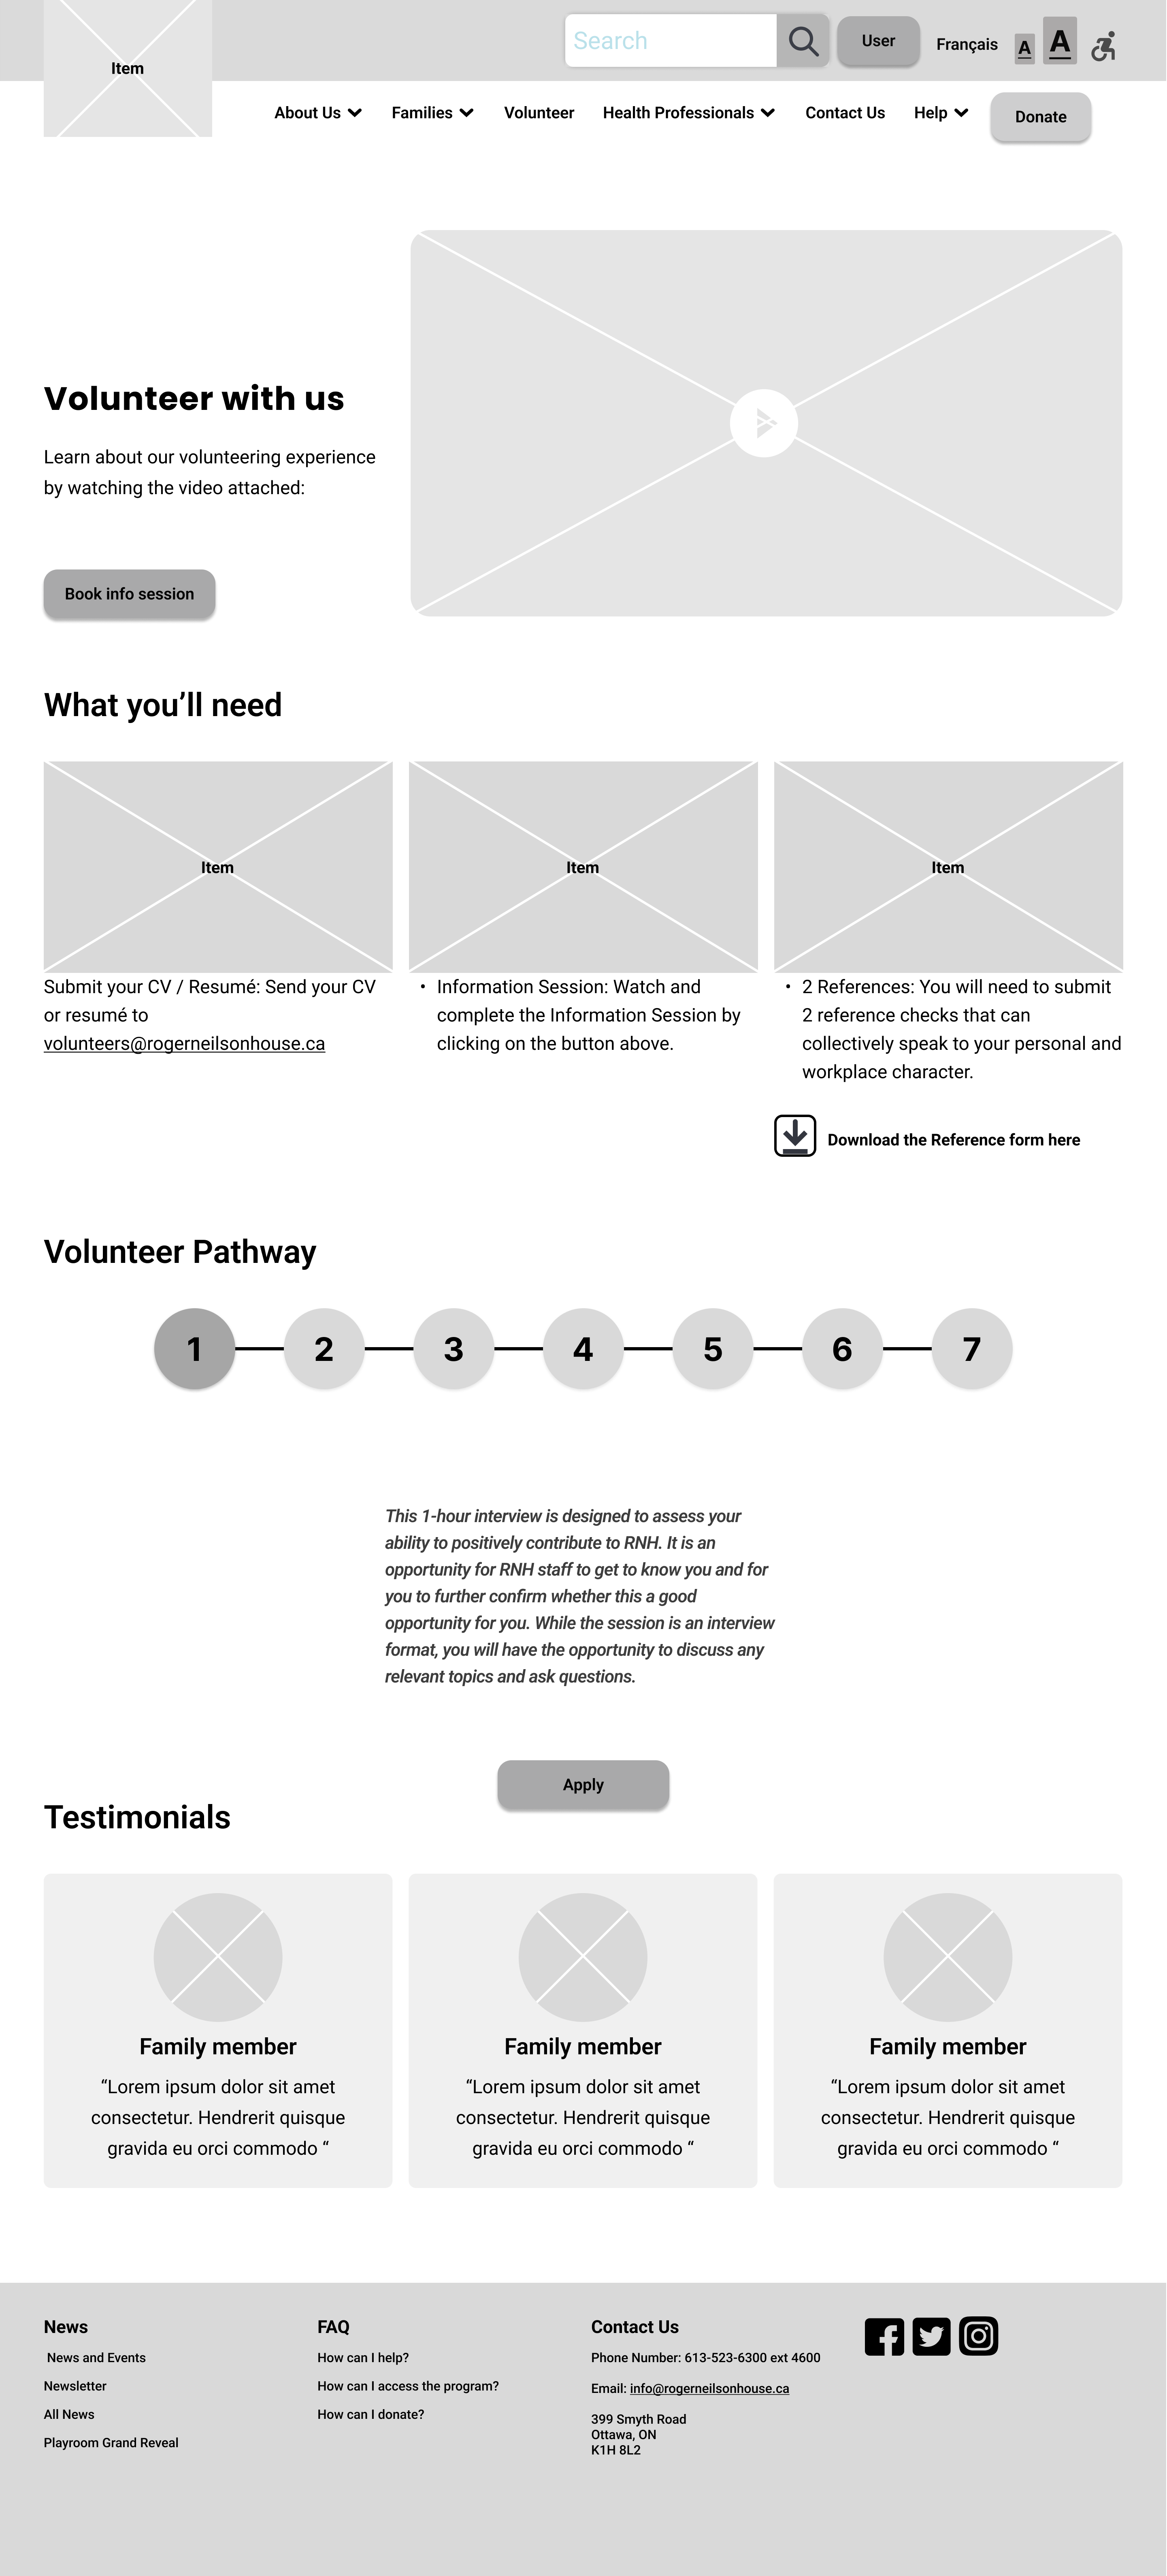 Item
Search
User
Français
A
A
About Us
Families
Volunteer
Health Professionals
Contact Us
Help
Donate
Volunteer with us
Learn about our volunteering experience
by watching the video attached:
Book info session
What you’ll need
Item
Item
Item
Submit your CV / Resumé: Send your CV
or resumé to
volunteers@rogerneilsonhouse.ca
• Information Session: Watch and
complete the Information Session by
clicking on the button above.
• 2 References: You will need to submit
2 reference checks that can
collectively speak to your personal and
workplace character.
Download the Reference form here
Volunteer Pathway
1
2
3
4
5
6
7
This 1-hour interview is designed to assess your
ability to positively contribute to RNH. It is an
opportunity for RNH staff to get to know you and for
you to further confirm whether this a good
opportunity for you. While the session is an interview
format, you will have the opportunity to discuss any
relevant topics and ask questions.
Apply
Testimonials
Family member
“Lorem ipsum dolor sit amet
consectetur. Hendrerit quisque
gravida eu orci commodo “
Family member
“Lorem ipsum dolor sit amet
consectetur. Hendrerit quisque
gravida eu orci commodo “
Family member
“Lorem ipsum dolor sit amet
consectetur. Hendrerit quisque
gravida eu orci commodo “
News
News and Events
Newsletter
All News
Playroom Grand Reveal
FAQ
How can I help?
How can I access the program?
How can I donate?
Contact Us
Phone Number: 613-523-6300 ext 4600
Email: info@rogerneilsonhouse.ca
399 Smyth Road
Ottawa, ON
K1H 8L2